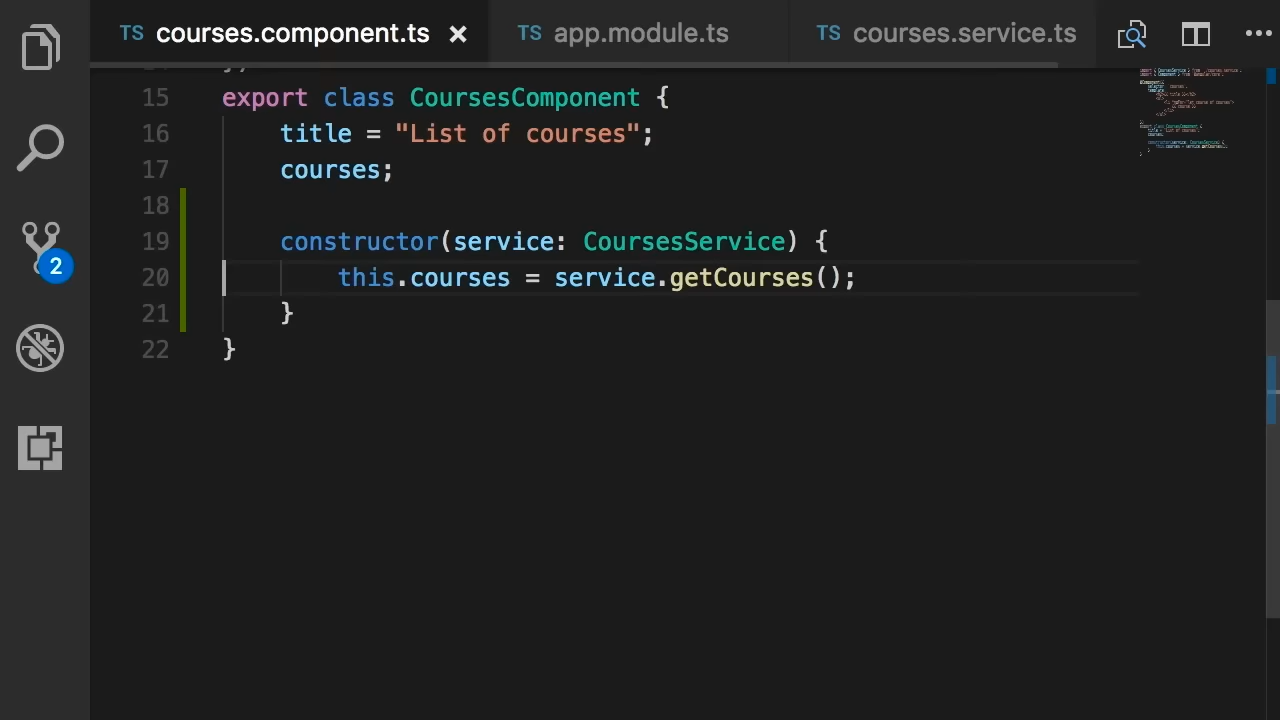 TS courses.component.ts × TS app.module.ts TS courses.service.ts
15 export class CoursesComponent {
16 title = "List of courses";
17 courses;
18
19 constructor(service: CoursesService) {
20 this.courses = service.getCourses();
21 }
22 }
2